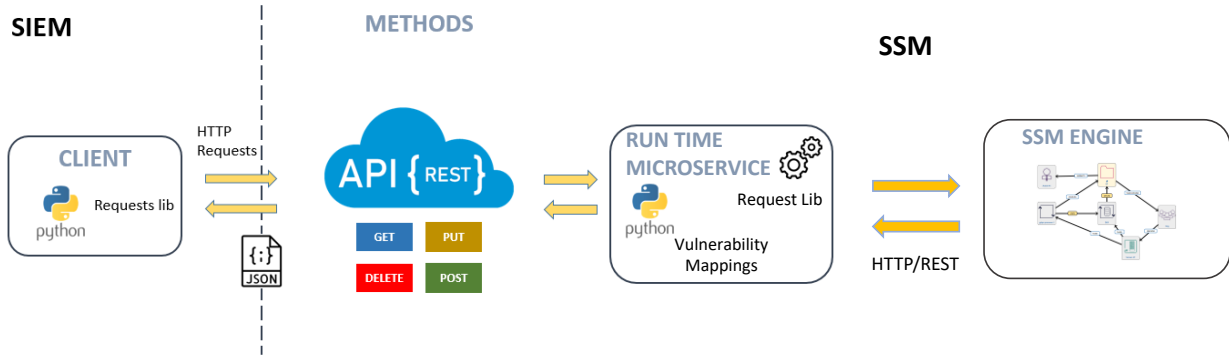 SIEM
METHODS
SSM
HTTP
Requests
CLIENT
Requests lib
python
{;}
JSON
API { REST }
GET
PUT
DELETE
POST
RUN TIME
MICROSERVICE
Request Lib
python
Vulnerability
Mappings
HTTP/REST
SSM ENGINE